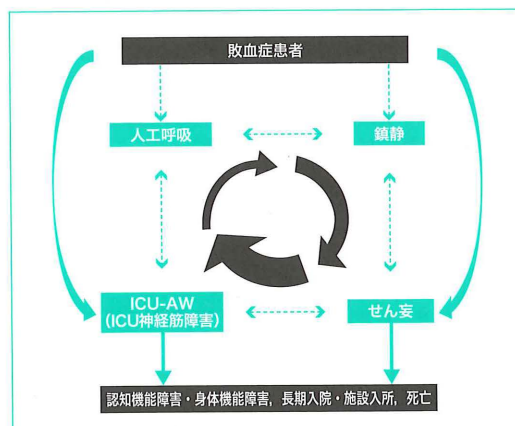 敗血症患者
人工呼吸
鎮静
ICU-AW
(ICU神経筋障害)
せん妄
認知機能障害・身体機能障害，長期入院・施設入所，死亡